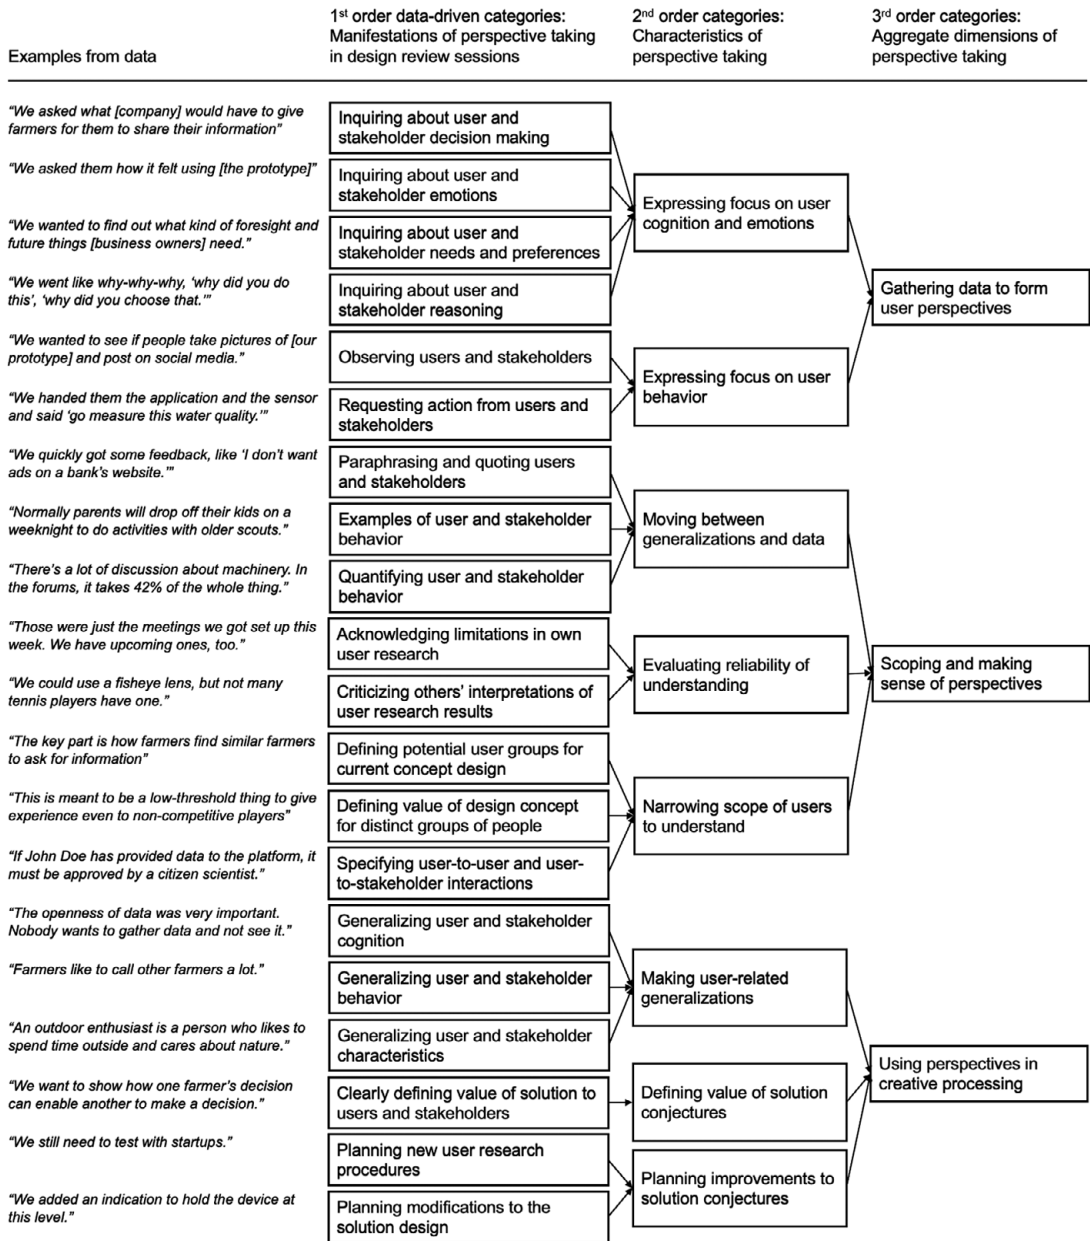 Examples from data
1st order data-driven categories:
Manifestations of perspective taking
in design review sessions
2nd order categories:
Characteristics of
perspective taking
3rd order categories:
Aggregate dimensions of
perspective taking
"We asked what [company] would have to give
farmers for them to share their information"
"We asked them how it felt using [the prototype]"
"We wanted to find out what kind of foresight and
future things [business owners] need."
"We went like why-why-why, 'why did you do
this', 'why did you choose that.'"
"We wanted to see if people take pictures of [our
prototype] and post on social media."
"We handed them the application and the sensor
and said 'go measure this water quality.'"
"We quickly got some feedback, like 'I don't want
ads on a bank's website.'"
"Normally parents will drop off their kids on a
weeknight to do activities with older scouts."
"There's a lot of discussion about machinery. In
the forums, it takes 42% of the whole thing."
"Those were just the meetings we got set up this
week. We have upcoming ones, too."
"We could use a fisheye lens, but not many
tennis players have one."
"The key part is how farmers find similar farmers
to ask for information"
"This is meant to be a low-threshold thing to give
experience even to non-competitive players"
"If John Doe has provided data to the platform, it
must be approved by a citizen scientist."
"The openness of data was very important.
Nobody wants to gather data and not see it."
"Farmers like to call other farmers a lot."
"An outdoor enthusiast is a person who likes to
spend time outside and cares about nature."
"We want to show how one farmer's decision
can enable another to make a decision."
"We still need to test with startups."
"We added an indication to hold the device at
this level."
Inquiring about user and
stakeholder decision making
Inquiring about user and
stakeholder emotions
Inquiring about user and
stakeholder needs and preferences
Inquiring about user and
stakeholder reasoning
Observing users and stakeholders
Requesting action from users and
stakeholders
Paraphrasing and quoting users
and stakeholders
Examples of user and stakeholder
behavior
Quantifying user and stakeholder
behavior
Acknowledging limitations in own
user research
Criticizing others' interpretations of
user research results
Defining potential user groups for
current concept design
Defining value of design concept
for distinct groups of people
Specifying user-to-user and user-
to-stakeholder interactions
Generalizing user and stakeholder
cognition
Generalizing user and stakeholder
behavior
Generalizing user and stakeholder
characteristics
Clearly defining value of solution to
users and stakeholders
Planning new user research
procedures
Planning modifications to the
solution design
Expressing focus on user
cognition and emotions
Expressing focus on user
behavior
Moving between
generalizations and data
Evaluating reliability of
understanding
Narrowing scope of users
to understand
Making user-related
generalizations
Defining value of solution
conjectures
Planning improvements to
solution conjectures
Gathering data to form
user perspectives
Scoping and making
sense of perspectives
Using perspectives in
creative processing